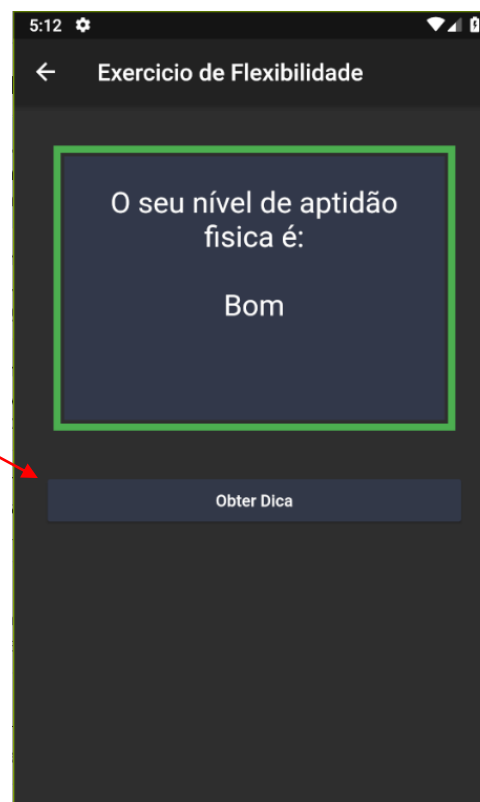 5:12
Exercicio de Flexibilidade
O seu nível de aptidão
fisica é:
Bom
Obter Dica